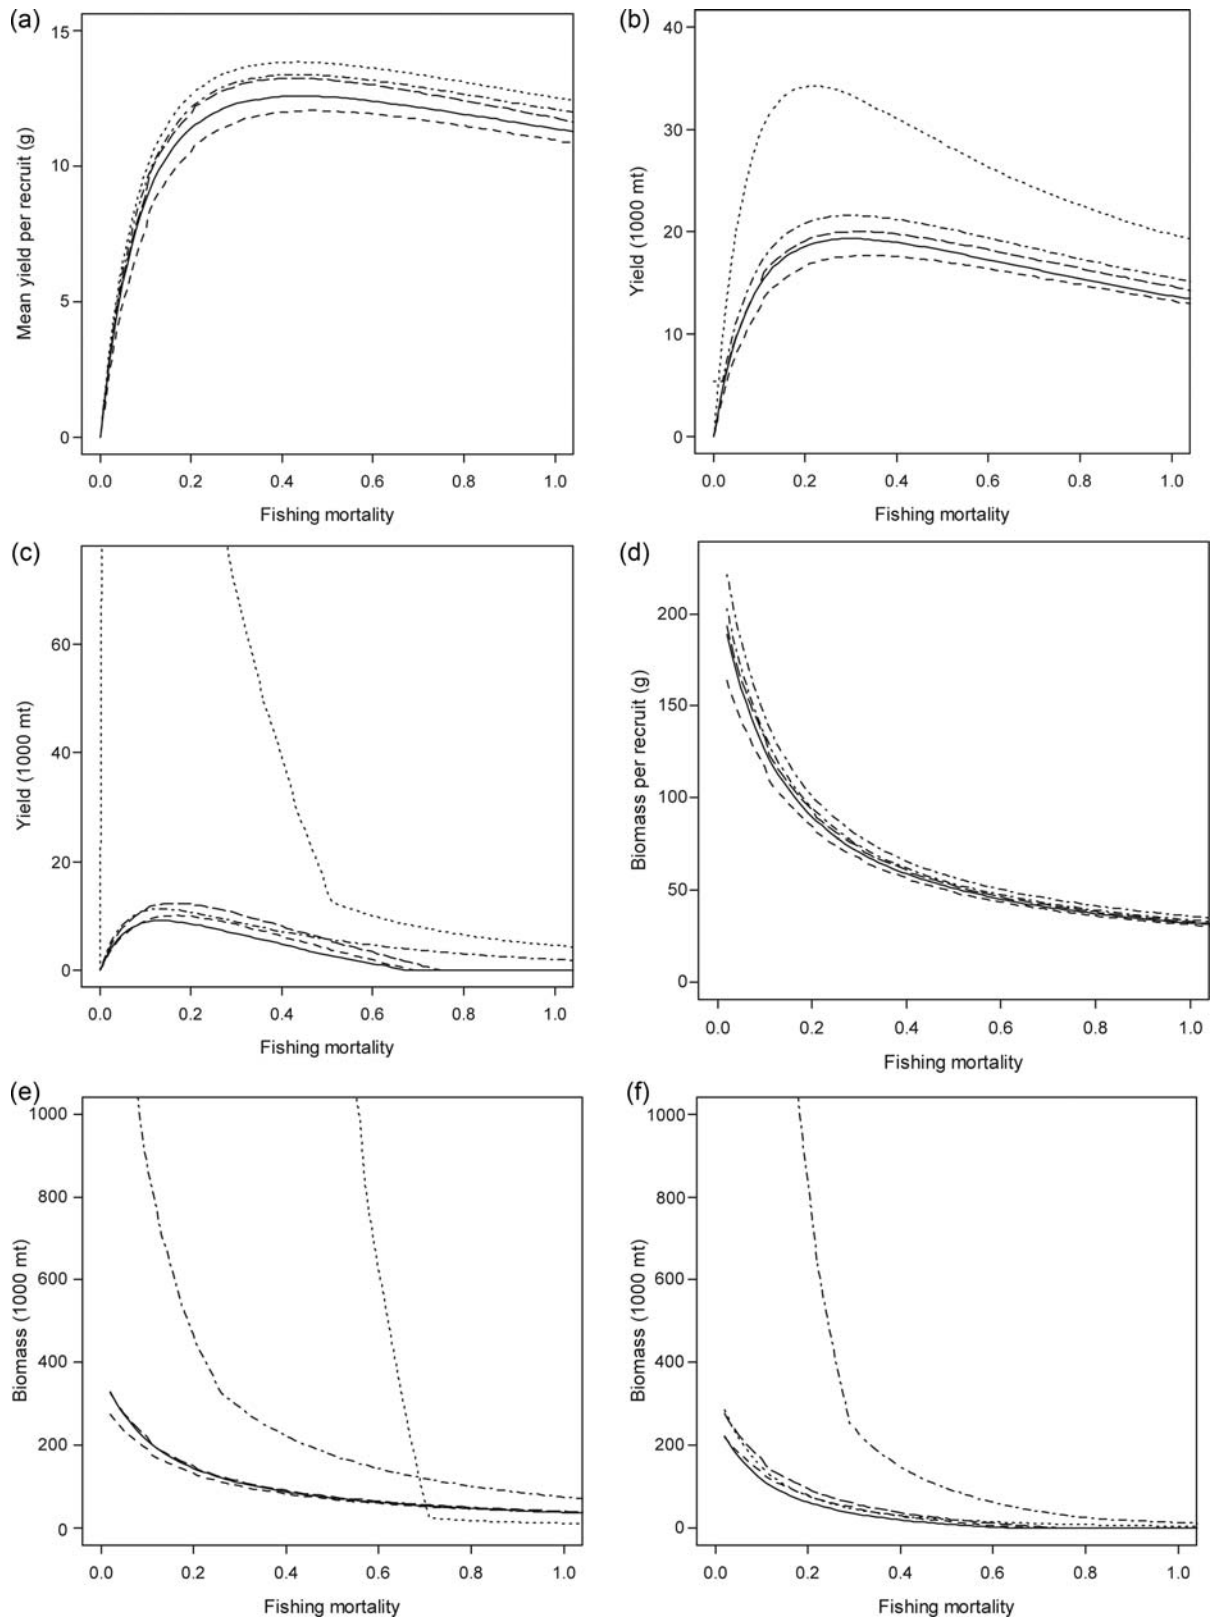 (a)
15
10
5
0
Mean yield per recruit (g)
0.0 0.2 0.4 0.6 0.8 1.0
Fishing mortality
(b)
40
30
20
10
0
Yield (1000 mt)
0.0 0.2 0.4 0.6 0.8 1.0
Fishing mortality
(c)
60
40
20
0
Yield (1000 mt)
0.0 0.2 0.4 0.6 0.8 1.0
Fishing mortality
(d)
200
150
100
50
0
Biomass per recruit (g)
0.0 0.2 0.4 0.6 0.8 1.0
Fishing mortality
(e)
1000
800
600
400
200
0
Biomass (1000 mt)
0.0 0.2 0.4 0.6 0.8 1.0
Fishing mortality
(f)
1000
800
600
400
200
0
Biomass (1000 mt)
0.0 0.2 0.4 0.6 0.8 1.0
Fishing mortality